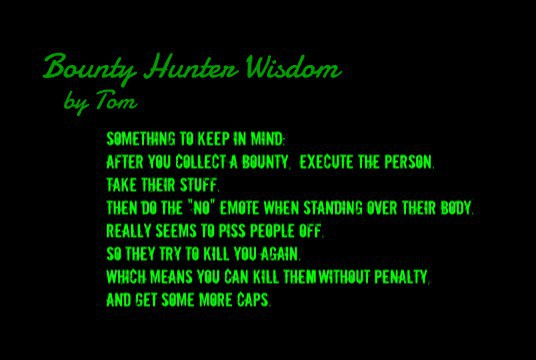 Bounty Hunter Wisdom
by Tom
SOMETHING TO KEEP IN MIND:
AFTER YOU COLLECT A BOUNTY, EXECUTE THE PERSON.
TAKE THEIR STUFF.
THEN DO THE "NO" EMOTE WHEN STANDING OVER THEIR BODY.
REALLY SEEMS TO PISS PEOPLE OFF.
SO THEY TRY TO KILL YOU AGAIN.
WHICH MEANS YOU CAN KILL THEM WITHOUT PENALTY,
AND GET SOME MORE CAPS.